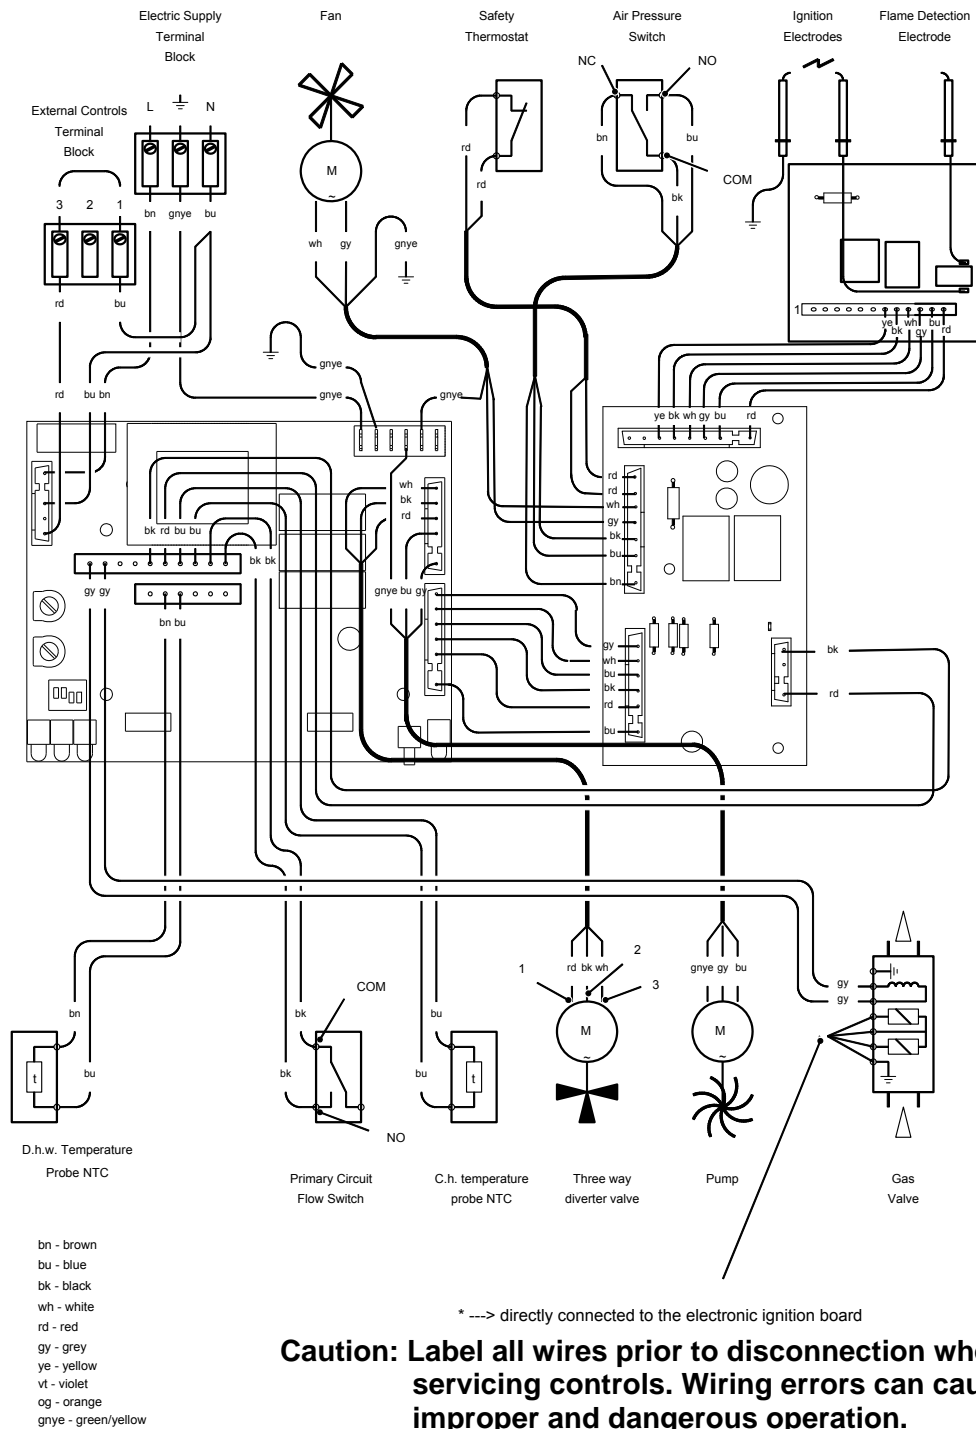 Electric Supply
Terminal
Block
Fan
Safety
Thermostat
Air Pressure
Switch
Ignition
Electrodes
Flame Detection
Electrode
NC
NO
COM
External Controls
Terminal
Block
L
N
3 2 1
bn gnye bu
rd
bu
M
~
wh gy
gnye
rd
rd
bn
bu
bk
1
ye bk wh gy bu rd
gnye
gnye
gnye
rd bu bn
ye bk wh gy bu rd
wh
bk
rd
bk rd bu bu
bk bk
gy gy
bn bu
gnye bu gy
rd
rd
wh
gy
bk
bu
bn
gy
wh
bu
bk
rd
bu
bk
rd
1
rd bk wh
2
3
M
~
gnye gy bu
M
~
gy
gy
bn
bu
t
bk
bk
COM
NO
bu
bu
t
D.h.w. Temperature
Probe NTC
Primary Circuit
Flow Switch
C.h. temperature
probe NTC
Three way
diverter valve
Pump
Gas
Valve
bn - brown
bu - blue
bk - black
wh - white
rd - red
gy - grey
ye - yellow
vt - violet
og - orange
gnye - green/yellow
* ---> directly connected to the electronic ignition board
Caution: Label all wires prior to disconnection whe
servicing controls. Wiring errors can cau
improper and dangerous operation.